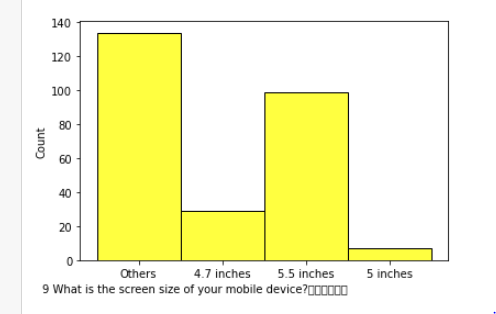 140
120
100
80
60
40
20
0
Count
Others 4.7 inches 5.5 inches 5 inches
9 What is the screen size of your mobile device?□□□□□□